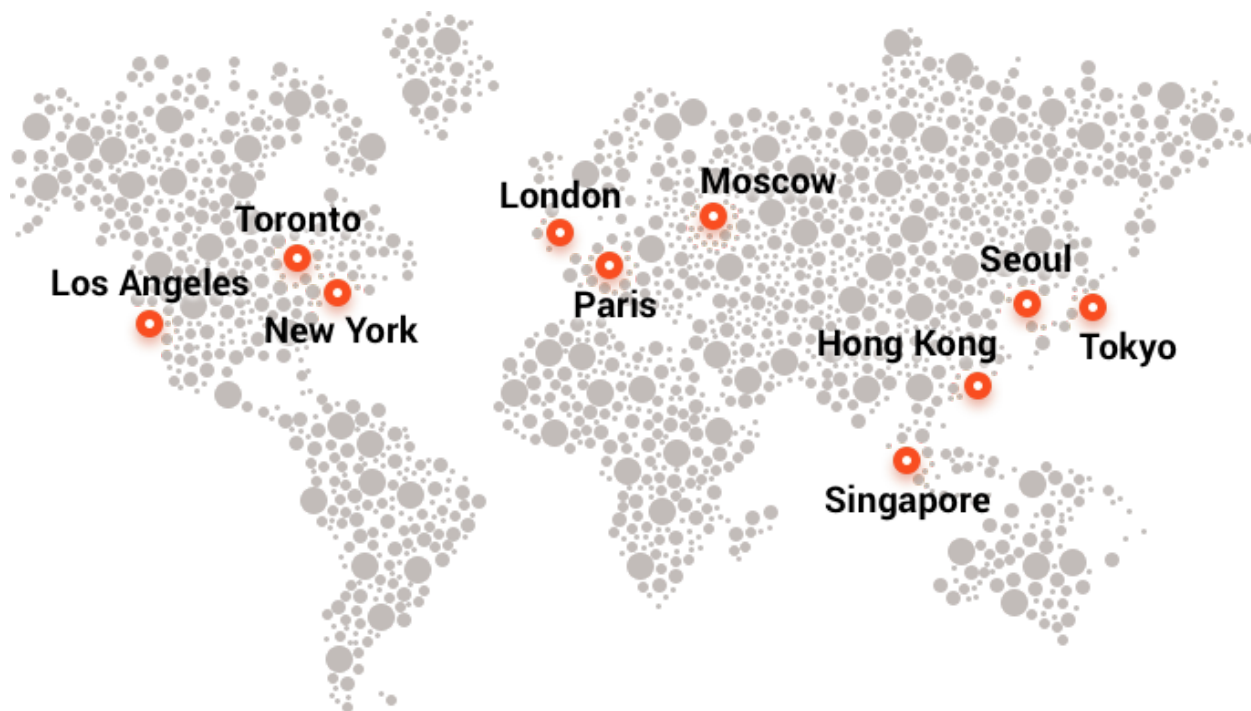 Moscow
London
Toronto
Seoul
Los Angeles
Paris
New York
Hong Kong
Tokyo
Singapore